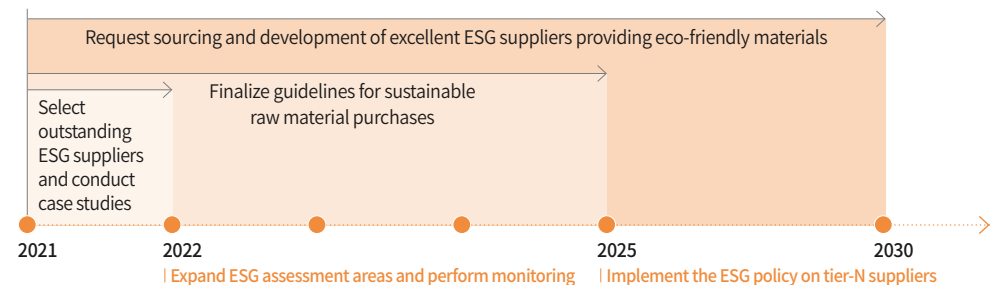 Request sourcing and development of excellent ESG suppliers providing eco-friendly materials
Finalize guidelines for sustainable
raw material purchases
Select
outstanding
ESG suppliers
and conduct
case studies
2021
2022
2025
2030
Expand ESG assessment areas and perform monitoring
Implement the ESG policy on tier-N suppliers